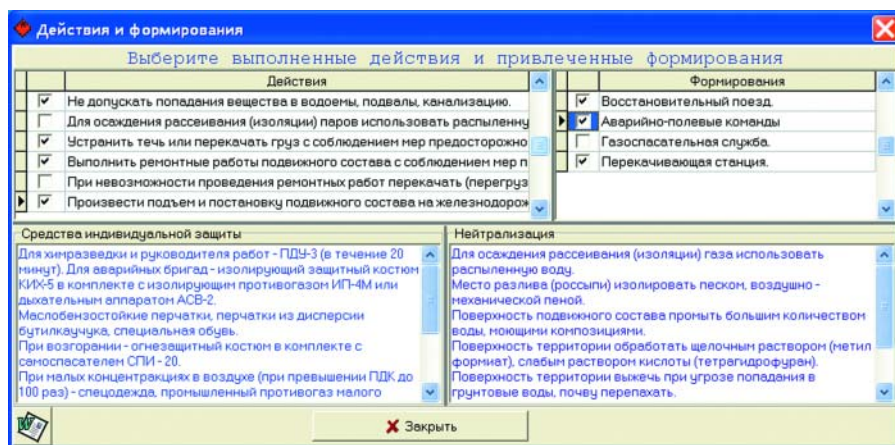 Действия и формирования
Выберите выполненные действия и привлеченные формирования
Действия
Не допускать попадания вещества в водоемы, подвалы, канализацию.
Для осаждения рассеивания (изоляции) паров использовать распыленну
Устранить течь или перекачать груз с соблюдением мер предосторожно
Выполнить ремонтные работы подвижного состава с соблюдением мер п
При невозможности проведения ремонтных работ перекачать (перегруз
Произвести подъем и постановку подвижного состава на железнодорож
Формирования
Восстановительный поезд.
Аварийно-полевые команды
Газоспасательная служба.
Перекачивающая станция.
Средства индивидуальной защиты
Для химразведки и руководителя работ - ПДУ-3 (в течение 20
минут). Для аварийных бригад - изолирующий защитный костюм
КИХ-5 в комплекте с изолирующим противогазом ИП-4М или
дыхательным аппаратом АСВ-2.
Маслобензостойкие перчатки, перчатки из дисперсии
бутилкаучука, специальная обувь.
При возгорании - огнезащитный костюм в комплекте с
самоспасателем СПИ - 20.
При малых концентракциях в воздухе (при превышении ПДК до
100 раз) - спецодежда, промышленный противогаз малого
Нейтрализация
Для осаждения рассеивания (изоляции) газа использовать
распыленную воду.
Место разлива (россыпи) изолировать песком, воздушно -
механической пеной.
Поверхность подвижного состава промыть большим количеством
воды, моющими композициями.
Поверхность территории обработать щелочным раствором (метил
формиат), слабым раствором кислоты (тетрагидрофуран).
Поверхность территории выжечь при угрозе попадания в
грунтовые воды, почву перепахать.
Закрыть